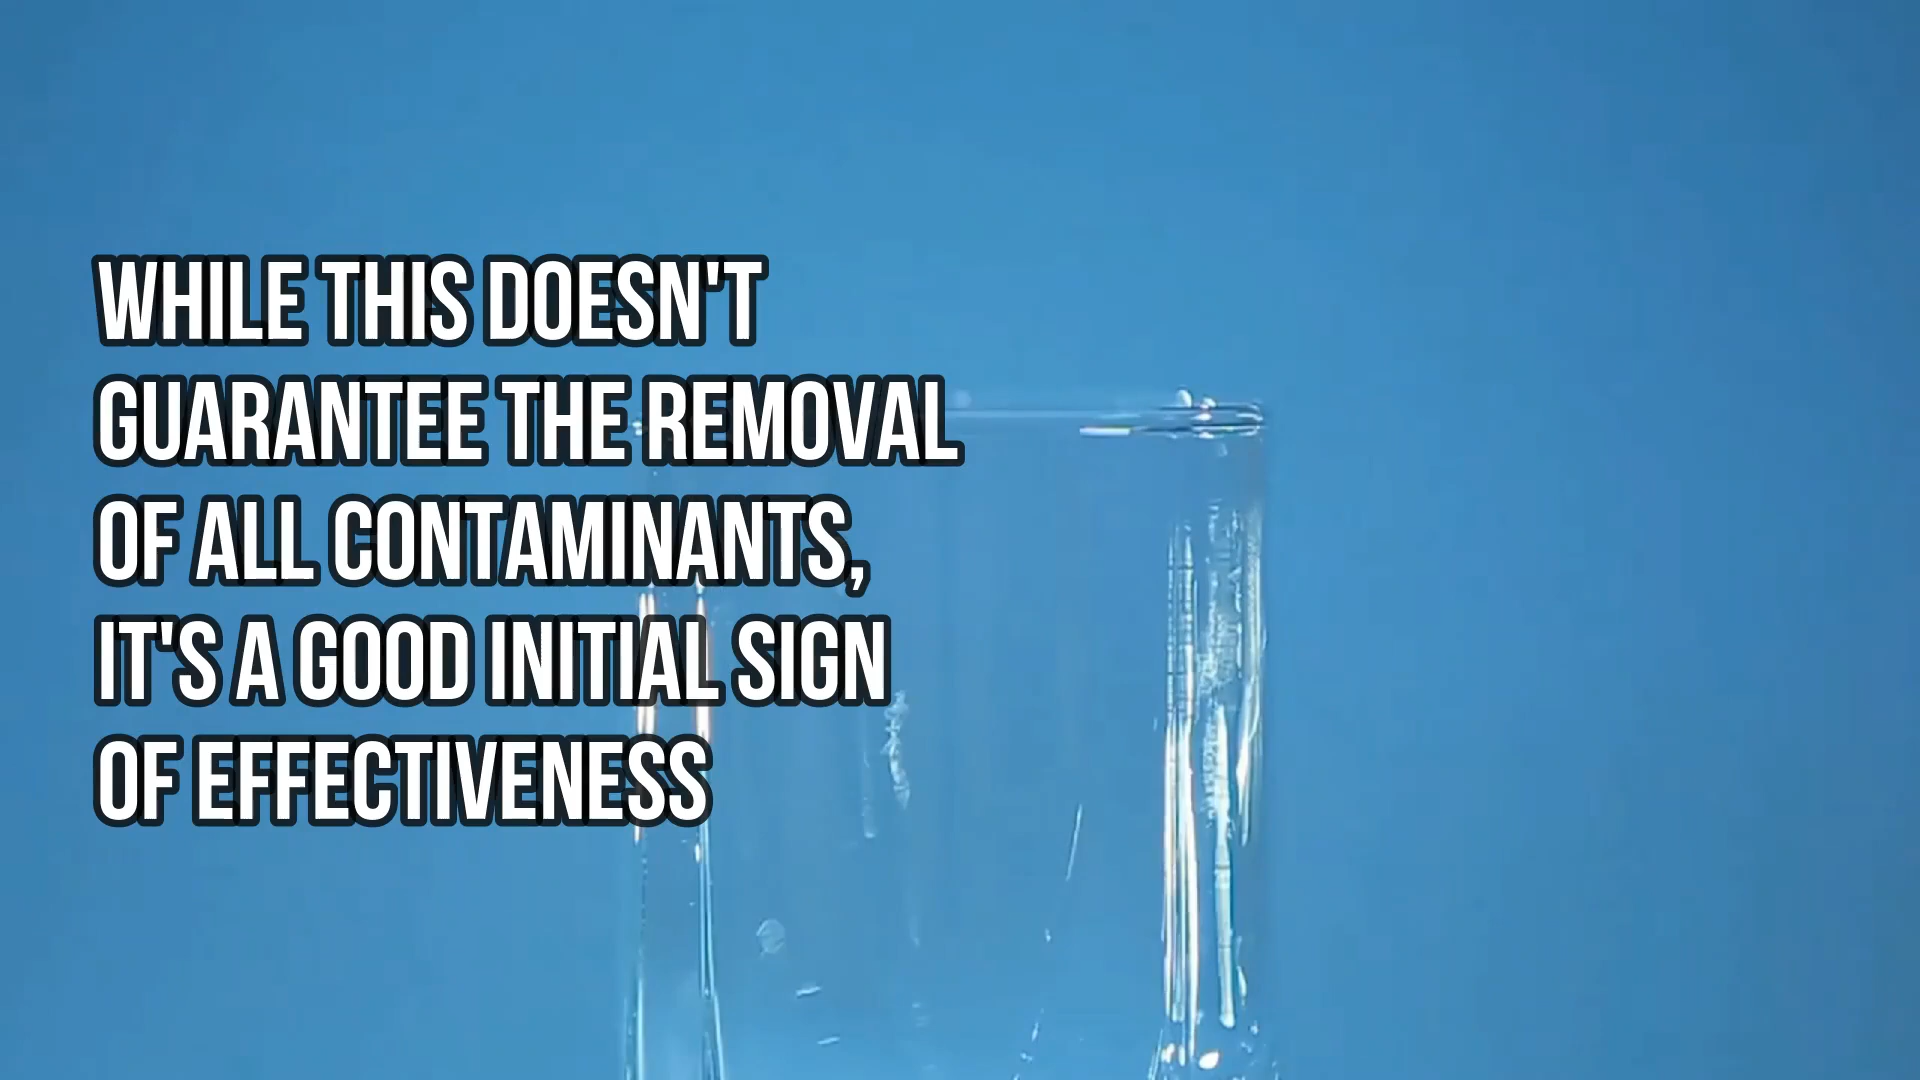 WHILE THIS DOESN'T
GUARANTEE THE REMOVAL
OF ALL CONTAMINANTS,
IT'S A GOOD INITIAL SIGN
OF EFFECTIVENESS